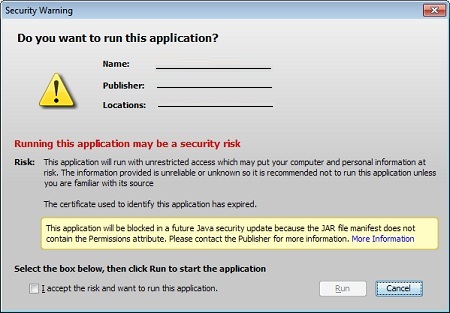 Security Warning
Do you want to run this application?
Name:
Publisher:
Locations:
Running this application may be a security risk
Risk: This application will run with unrestricted access which may put your computer and personal information at
risk. The information provided is unreliable or unknown so it is recommended not to run this application unless
you are familiar with its source
The certificate used to identify this application has expired.
This application will be blocked in a future Java security update because the JAR file manifest does not
contain the Permissions attribute. Please contact the Publisher for more information. More Information
Select the box below, then click Run to start the application
I accept the risk and want to run this application.
Run Cancel